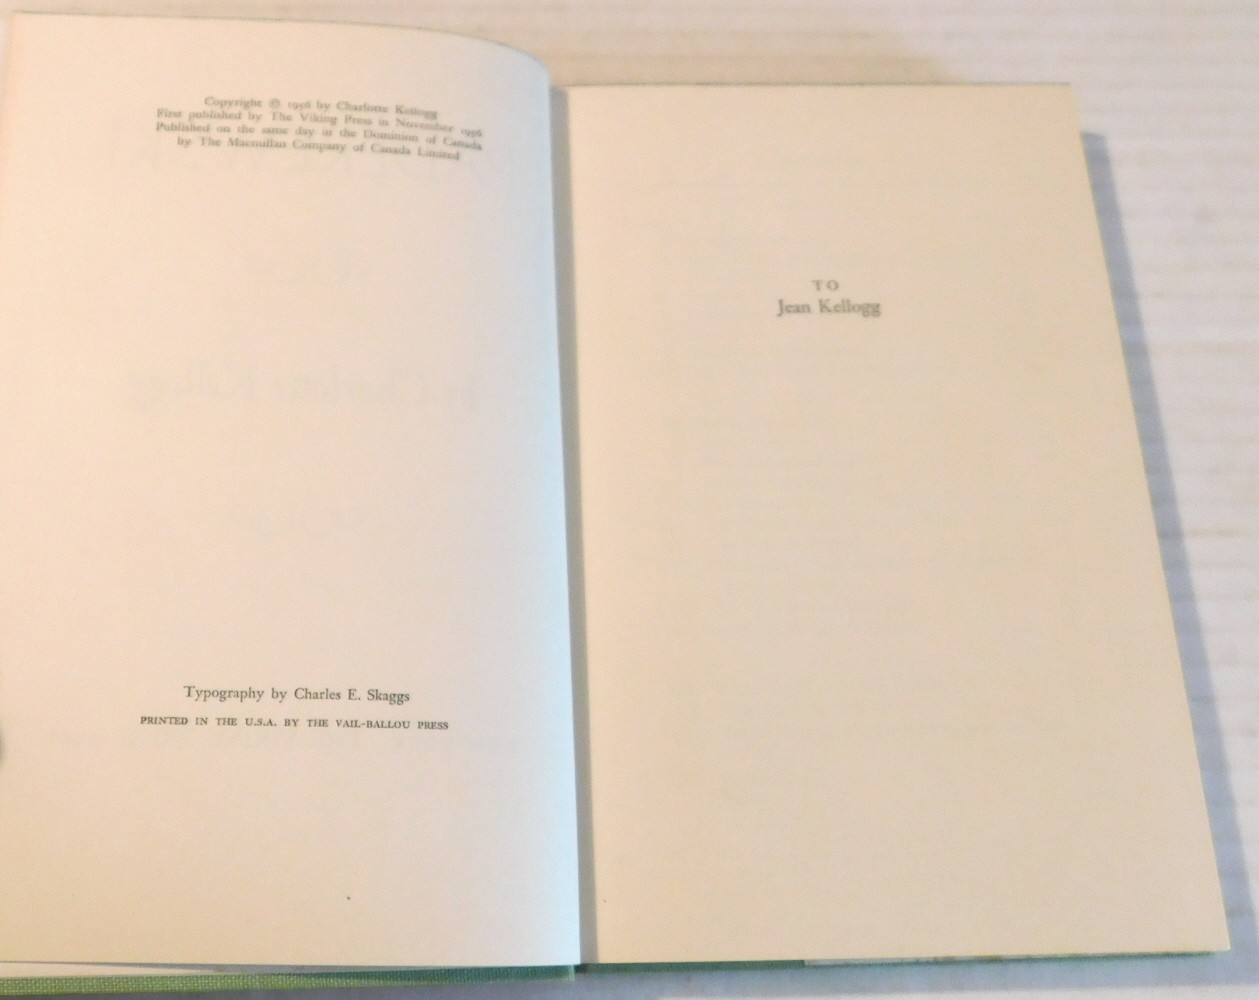 Copyright © 1956 by Charlotte Kellogg
First published by The Viking Press in November 1956
Published on the same day in the Dominion of Canada
by The Macmillan Company of Canada Limited
Typography by Charles E. Skaggs
PRINTED IN THE U.S.A. BY THE VAIL-BALLOU PRESS
TO
Jean Kellogg